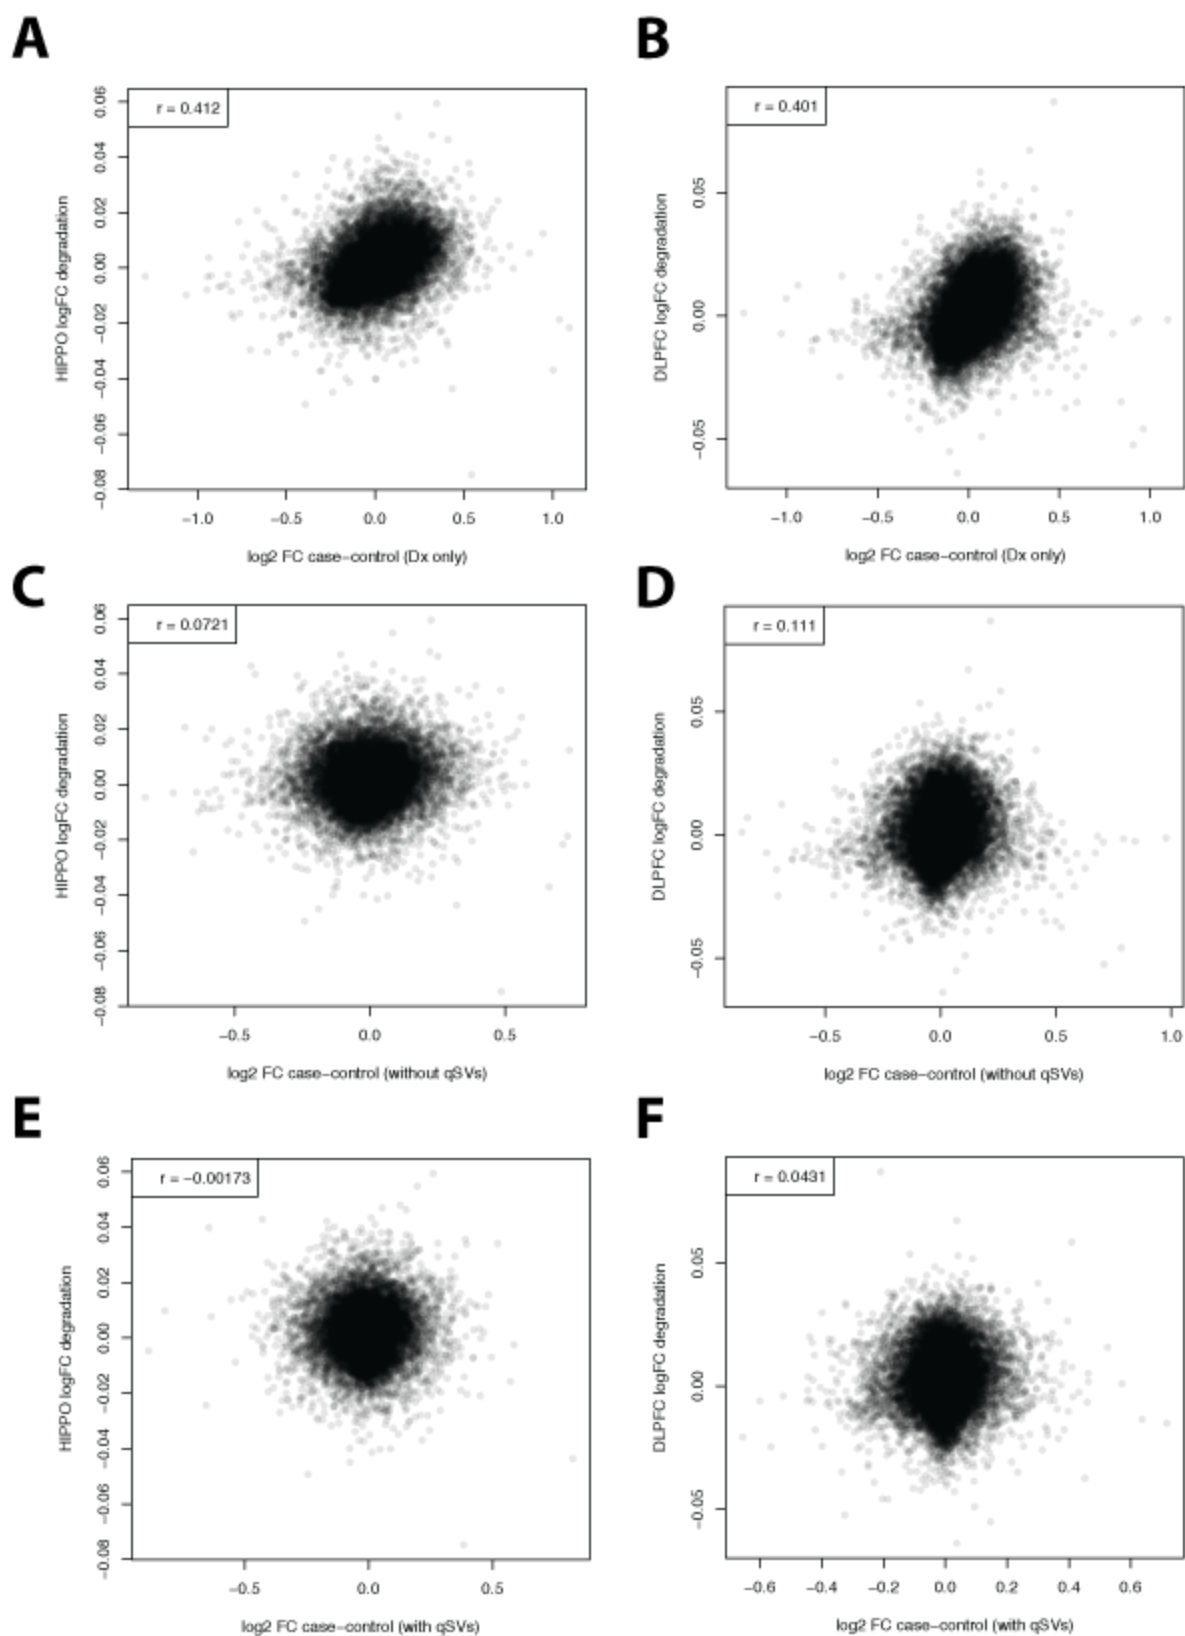 A
B
r = 0.412
HIPPO logFC degradation
0.06
0.04
0.02
0.00
−0.02
−0.04
−0.06
−0.08
−1.0 −0.5 0.0 0.5 1.0
log2 FC case−control (Dx only)
r = 0.401
DLPFC logFC degradation
0.05
0.00
−0.05
−1.0 −0.5 0.0 0.5 1.0
log2 FC case−control (Dx only)
C
D
r = 0.0721
HIPPO logFC degradation
0.06
0.04
0.02
0.00
−0.02
−0.04
−0.06
−0.08
−0.5 0.0 0.5
log2 FC case−control (without qSVs)
r = 0.111
DLPFC logFC degradation
0.05
0.00
−0.05
−0.5 0.0 0.5 1.0
log2 FC case−control (without qSVs)
E
F
r = −0.00173
HIPPO logFC degradation
0.06
0.04
0.02
0.00
−0.02
−0.04
−0.06
−0.08
−0.5 0.0 0.5
log2 FC case−control (with qSVs)
r = 0.0431
DLPFC logFC degradation
0.05
0.00
−0.05
−0.6 −0.4 −0.2 0.0 0.2 0.4 0.6
log2 FC case−control (with qSVs)